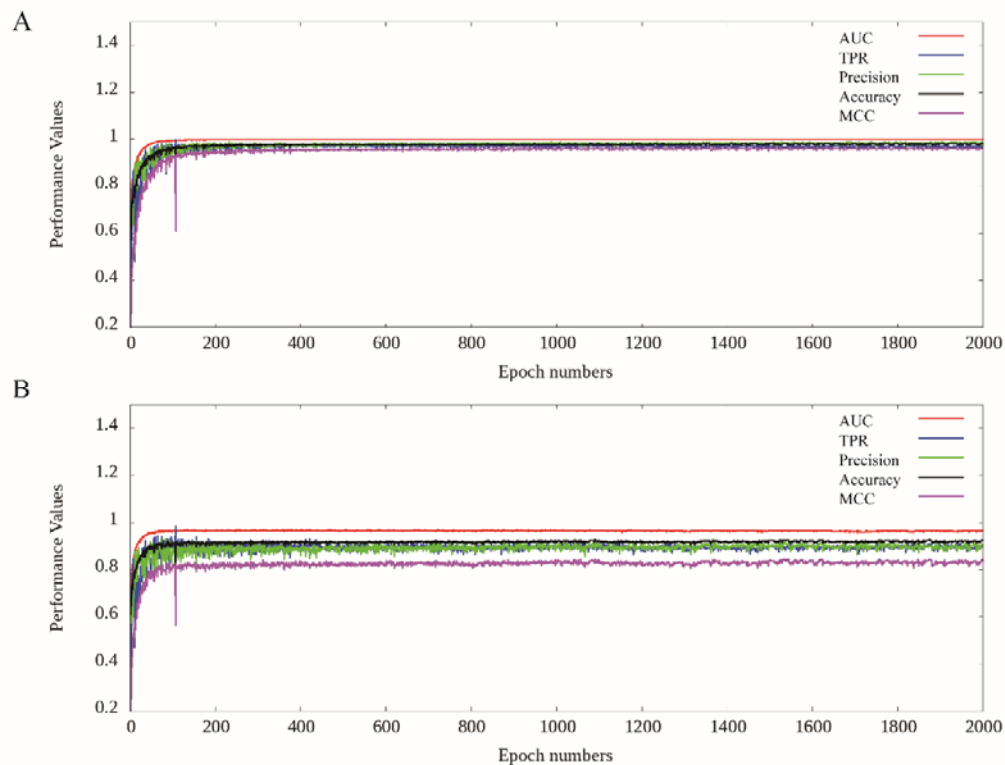 A
1.4
1.2
1
0.8
0.6
0.4
0.2
Performance Values
AUC
TPR
Precision
Accuracy
MCC
0 200 400 600 800 1000 1200 1400 1600 1800 2000
Epoch numbers
B
1.4
1.2
1
0.8
0.6
0.4
0.2
Performance Values
AUC
TPR
Precision
Accuracy
MCC
0 200 400 600 800 1000 1200 1400 1600 1800 2000
Epoch numbers